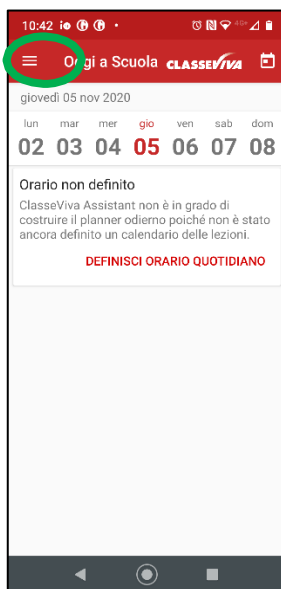 10:42 io
4G+
Oggi a Scuola CLASSEVIVA
giovedì 05 nov 2020
lun mar mer gio ven sab dom
02 03 04 05 06 07 08
Orario non definito
ClasseViva Assistant non è in grado di
costruire il planner odierno poiché non è stato
ancora definito un calendario delle lezioni.
DEFINISCI ORARIO QUOTIDIANO